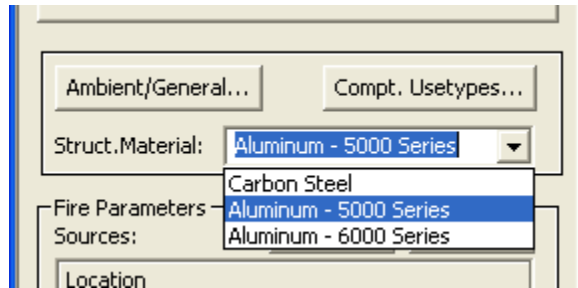 Ambient/General... Compt. Usetypes...
Struct.Material: Aluminum - 5000 Series
Carbon Steel
Fire Parameters Aluminum - 5000 Series
Sources: Aluminum - 6000 Series
Location